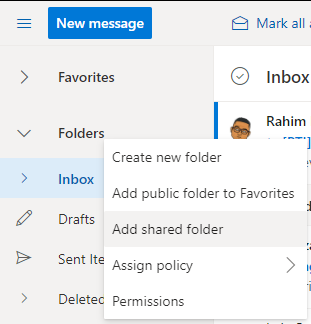 New message
Mark all
Favorites
Inbox
Folders
Rahim
Inbox
Create new folder
Add public folder to Favorites
Drafts
Add shared folder
Sent Ite
Assign policy
Deleted
Permissions